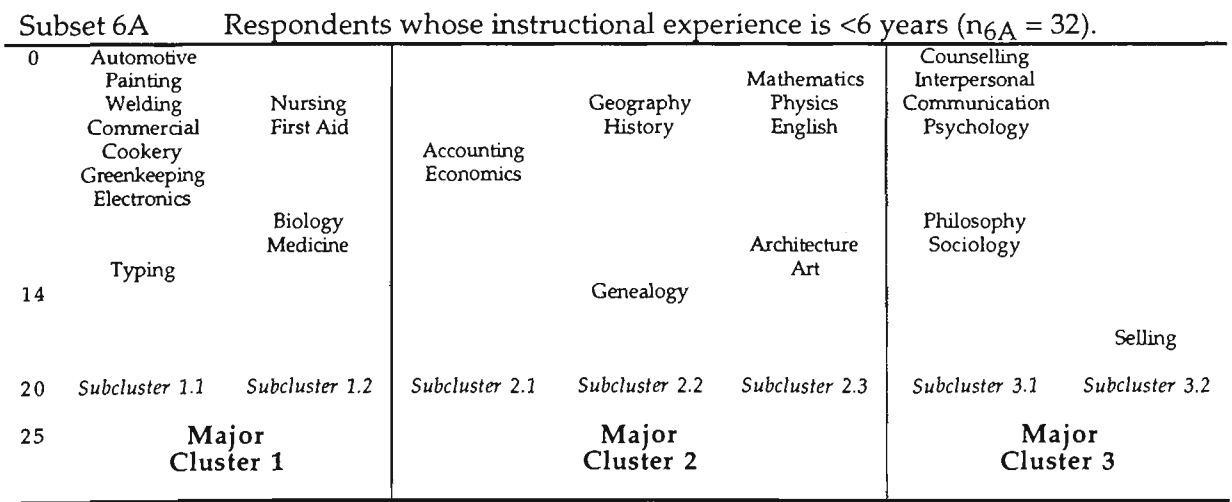 Subset 6A Respondents whose instructional experience is <6 years (n6A = 32).
0 Automotive Counselling
Painting Mathematics Interpersonal
Welding Nursing Geography Physics Communication
Commercial First Aid History English Psychology
Cookery Accounting
Greenkeeping Economics
Electronics
Biology Philosophy
Medicine Architecture Sociology
Typing Art
14 Genealogy
Selling
20 Subcluster 1.1 Subcluster 1.2 Subcluster 2.1 Subcluster 2.2 Subcluster 2.3 Subcluster 3.1 Subcluster 3.2
25 Major Major Major
Cluster 1 Cluster 2 Cluster 3